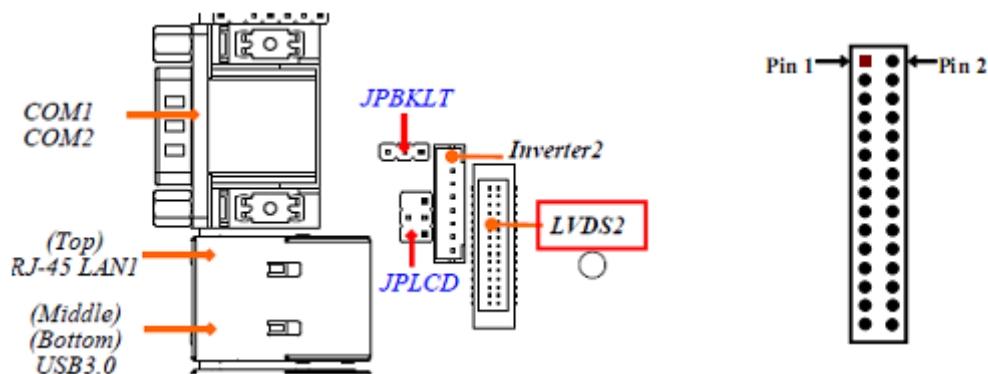 COM1
COM2
(Top)
RJ-45 LAN1
(Middle)
(Bottom)
USB3.0
JPBKLT
Inverter2
LVDS2
JPLCD
Pin 1
Pin 2